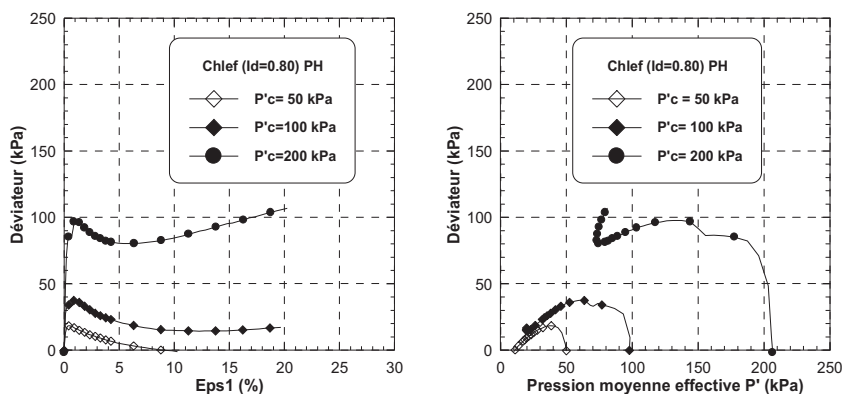 250
200
150
100
50
0
Déviateur (kPa)
Chlef (Id=0.80) PH
P'c= 50 kPa
P'c=100 kPa
P'c=200 kPa
0 5 10 15 20 25 30
Eps1 (%)
250
200
150
100
50
0
Déviateur (kPa)
Chlef (Id=0.80) PH
P'c = 50 kPa
P'c= 100 kPa
P'c= 200 kPa
0 50 100 150 200 250
Pression moyenne effective P' (kPa)